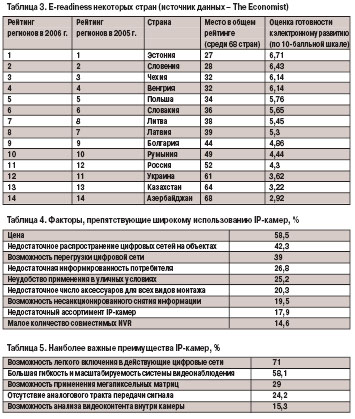 Таблица 3. E-readiness некоторых стран (источник данных – The Economist)
Рейтинг регионов в 2006 г. Рейтинг регионов в 2005 г. Страна Место в общем рейтинге (среди 68 стран) Оценка готовности к электронному развитию (по 10-балльной шкале)
1 1 Эстония 27 6,71
2 2 Словения 28 6,43
3 3 Чехия 32 6,14
4 4 Венгрия 32 6,14
5 5 Польша 34 5,76
6 6 Словакия 36 5,65
7 8 Литва 38 5,45
8 7 Латвия 39 5,3
9 9 Болгария 44 4,86
10 10 Румыния 49 4,44
11 12 Россия 52 4,3
12 11 Украина 61 3,62
13 13 Казахстан 64 3,22
14 14 Азербайджан 68 2,92
Таблица 4. Факторы, препятствующие широкому использованию IP-камер, %
Цена 58,5
Недостаточное распространение цифровых сетей на объектах 42,3
Возможность перегрузки цифровой сети 39
Недостаточная информированность потребителя 26,8
Неудобство применения в уличных условиях 25,2
Недостаточное число аксессуаров для всех видов монтажа 20,3
Возможность несанкционированного снятия информации 19,5
Недостаточный ассортимент IP-камер 17,9
Малое количество совместимых NVR 14,6
Таблица 5. Наиболее важные преимущества IP-камер, %
Возможность легкого включения в действующие цифровые сети 71
Большая гибкость и масштабируемость системы видеонаблюдения 58,1
Возможность применения мегапиксельных матриц 29
Отсутствие аналогового тракта передачи сигнала 24,2
Возможность анализа видеоконтента внутри камеры 15,3